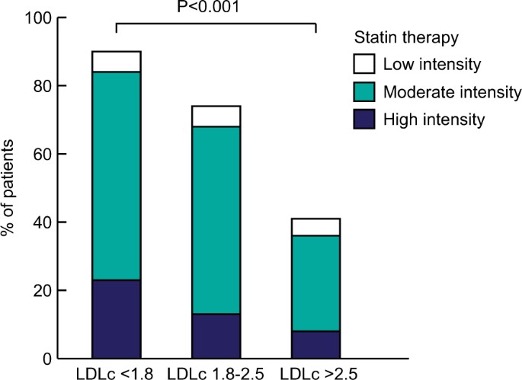 P<0.001
100
80
60
40
20
0
% of patients
Statin therapy
Low intensity
Moderate intensity
High intensity
LDLc <1.8 LDLc 1.8-2.5 LDLc >2.5